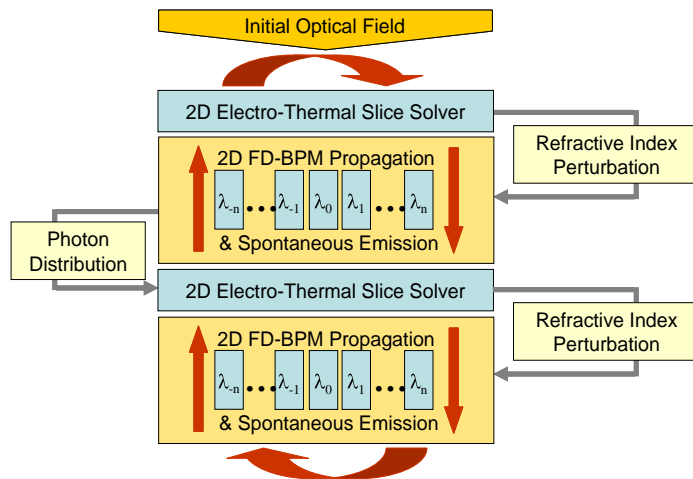 Initial Optical Field
2D Electro-Thermal Slice Solver
Refractive Index
Perturbation
2D FD-BPM Propagation
λ-n ... λ-1 λ0 λ1 ... λn
& Spontaneous Emission
Photon
Distribution
2D Electro-Thermal Slice Solver
Refractive Index
Perturbation
2D FD-BPM Propagation
λ-n ... λ-1 λ0 λ1 ... λn
& Spontaneous Emission